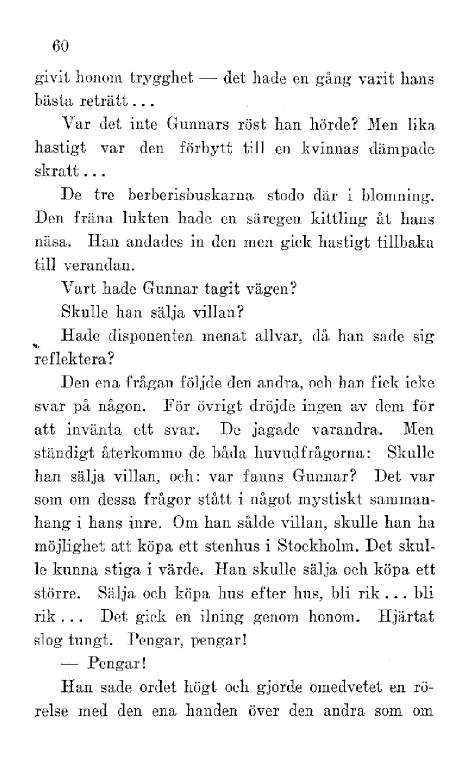 60
givit honom trygghet — det hade en gång varit hans
bästa reträtt...
Var det inte Gunnars röst han hörde? Men lika
hastigt var den förbytt till en kvinnas dämpade
skratt...
De tre berberisbuskarna stodo där i blomning.
Den fräna lukten hade en säregen kittling åt hans
näsa. Han andades in den men gick hastigt tillbaka
till verandan.
Vart hade Gunnar tagit vägen?
Skulle han sälja villan?
Hade disponenten menat allvar, då han sade sig
reflektera?
Den ena frågan följde den andra, och han fick icke
svar på någon. För övrigt dröjde ingen av dem för
att invänta ett svar. De jagade varandra. Men
ständigt återkommo de båda huvudfrågorna: Skulle
han sälja villan, och: var fanns Gunnar? Det var
som om dessa frågor stått i något mystiskt samman-
hang i hans inre. Om han sålde villan, skulle han ha
möjlighet att köpa ett stenhus i Stockholm. Det skul-
le kunna stiga i värde. Han skulle sälja och köpa ett
större. Sälja och köpa hus efter hus, bli rik... bli
rik... Det gick en ilning genom honom. Hjärtat
slog tungt. Pengar, pengar!
— Pengar!
Han sade ordet högt och gjorde omedvetet en rö-
relse med den ena handen över den andra som om